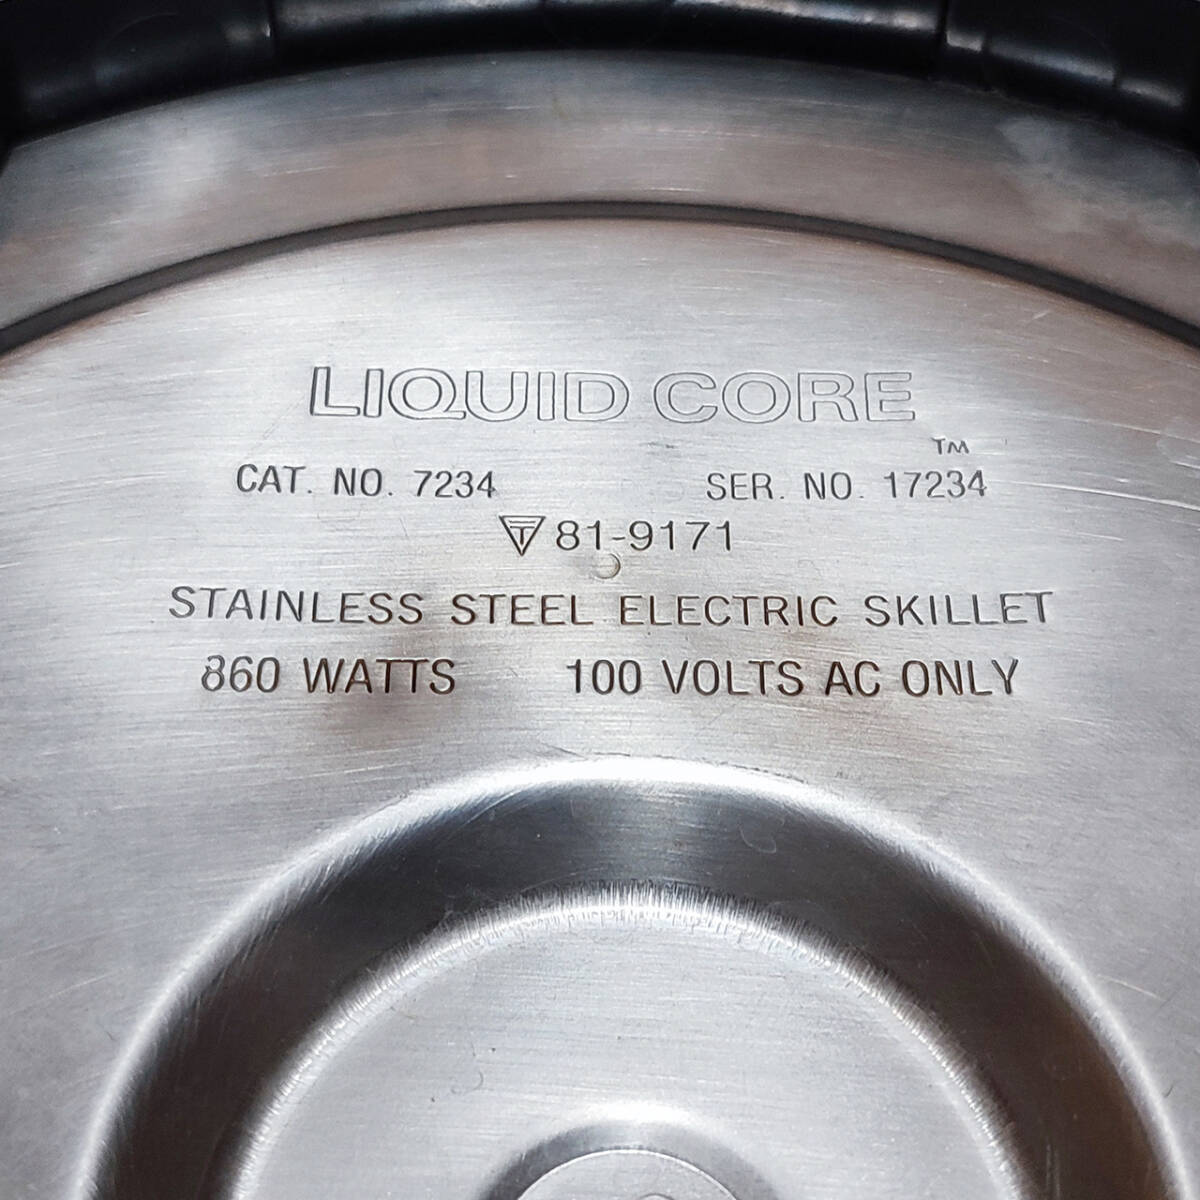 LIQUID CORE
TM
CAT. NO. 7234 SER. NO. 17234
T 81-9171
STAINLESS STEEL ELECTRIC SKILLET
860 WATTS 100 VOLTS AC ONLY